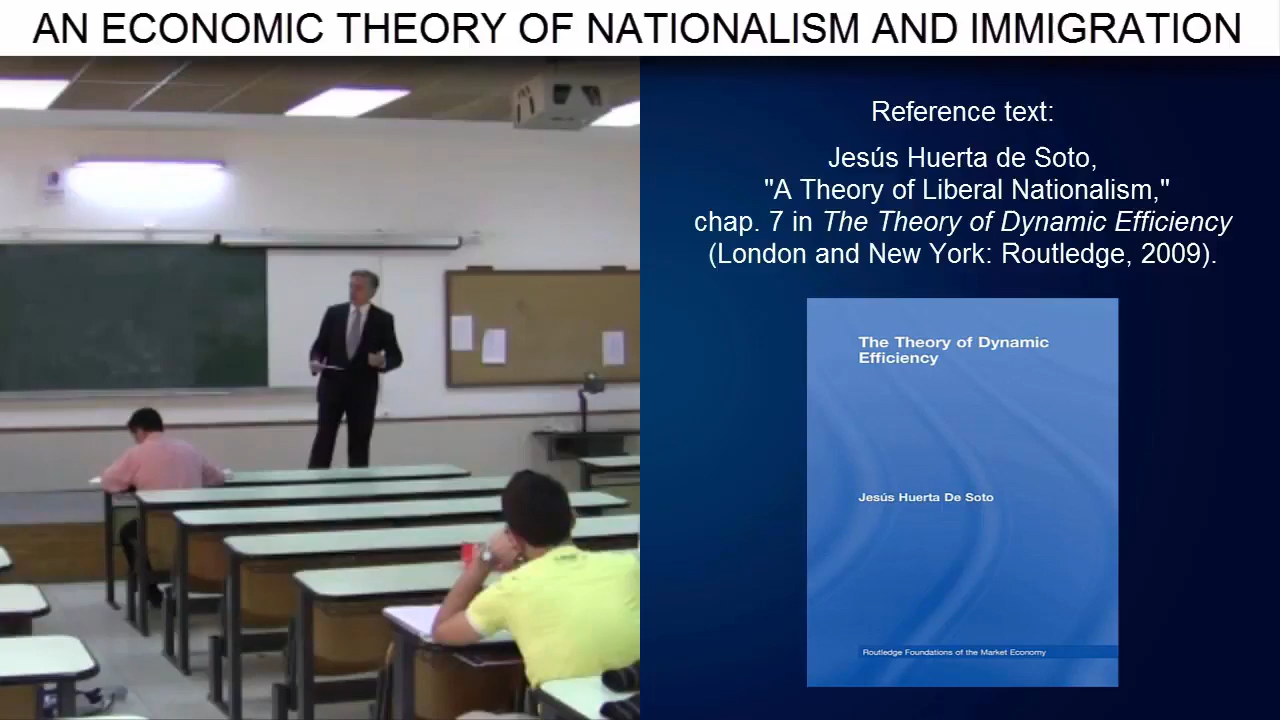 AN ECONOMIC THEORY OF NATIONALISM AND IMMIGRATION
Reference text:
Jesús Huerta de Soto,
"A Theory of Liberal Nationalism,"
chap. 7 in The Theory of Dynamic Efficiency
(London and New York: Routledge, 2009).
The Theory of Dynamic
Efficiency
Jesús Huerta De Soto
Routledge Foundations of the Market Economy